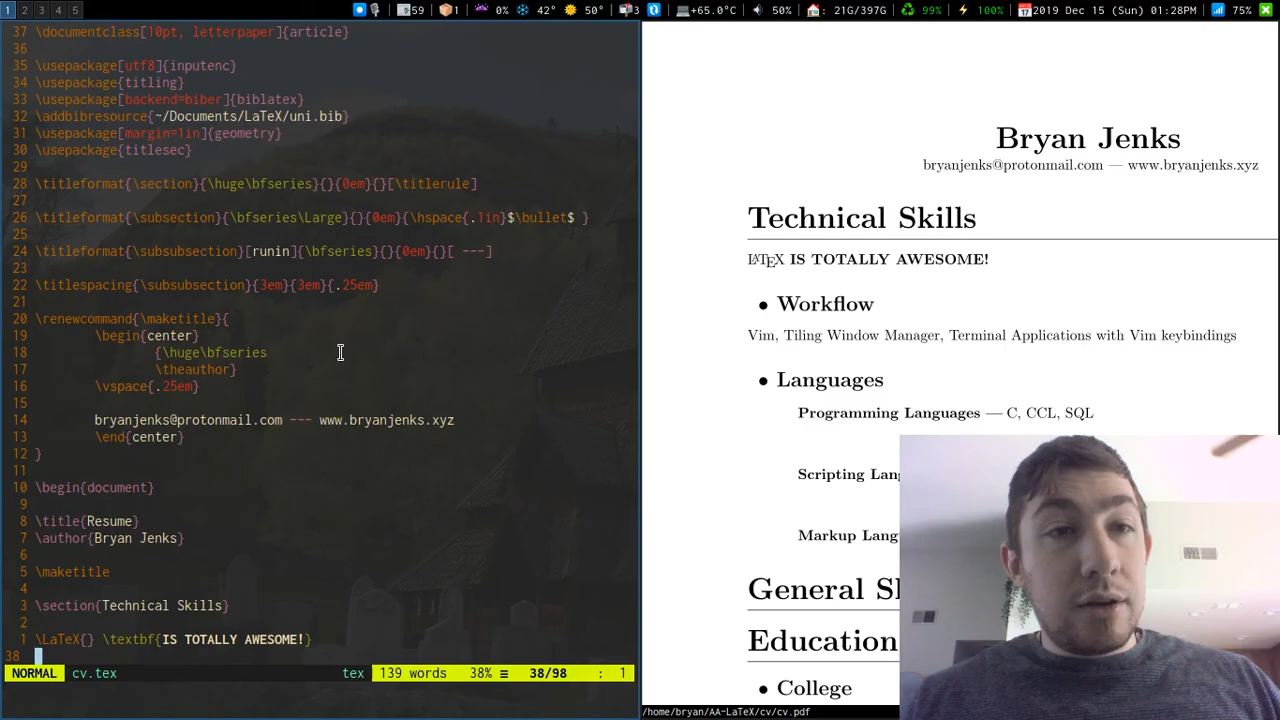 1 2 3 4 5
59 1 0% 42° 50° 3 +65.0°C 50% : 21G/397G 99% 100% 2019 Dec 15 (Sun) 01:28PM 75%
37 \documentclass[10pt, letterpaper]{article}
36
35 \usepackage[utf8]{inputenc}
34 \usepackage{titling}
33 \usepackage[backend=biber]{biblatex}
32 \addbibresource{~/Documents/LaTeX/uni.bib}
31 \usepackage[margin=1in]{geometry}
30 \usepackage{titlesec}
29
28 \titleformat{\section}{\huge\bfseries}{}{0em}{}[\titlerule]
27
26 \titleformat{\subsection}{\bfseries\Large}{}{0em}{\hspace{.1in}$\bullet$ }
25
24 \titleformat{\subsubsection}[runin]{\bfseries}{}{0em}{}[ ---]
23
22 \titlespacing{\subsubsection}{3em}{3em}{.25em}
21
20 \renewcommand{\maketitle}{
19 \begin{center}
18 {\huge\bfseries
17 \theauthor}
16 \vspace{.25em}
15
14 bryanjenks@protonmail.com --- www.bryanjenks.xyz
13 \end{center}
12 }
11
10 \begin{document}
9
8 \title{Resume}
7 \author{Bryan Jenks}
6
5 \maketitle
4
3 \section{Technical Skills}
2
1 \LaTeX{} \textbf{IS TOTALLY AWESOME!}
38
NORMAL cv.tex tex 139 words 38% ≡ 38/98 : 1
Bryan Jenks
bryanjenks@protonmail.com — www.bryanjenks.xyz
Technical Skills
LATEX IS TOTALLY AWESOME!
• Workflow
Vim, Tiling Window Manager, Terminal Applications with Vim keybindings
• Languages
Programming Languages — C, CCL, SQL
Scripting Lang
Markup Lang
General Sk
Education
• College
/home/bryan/AA-LaTeX/cv/cv.pdf